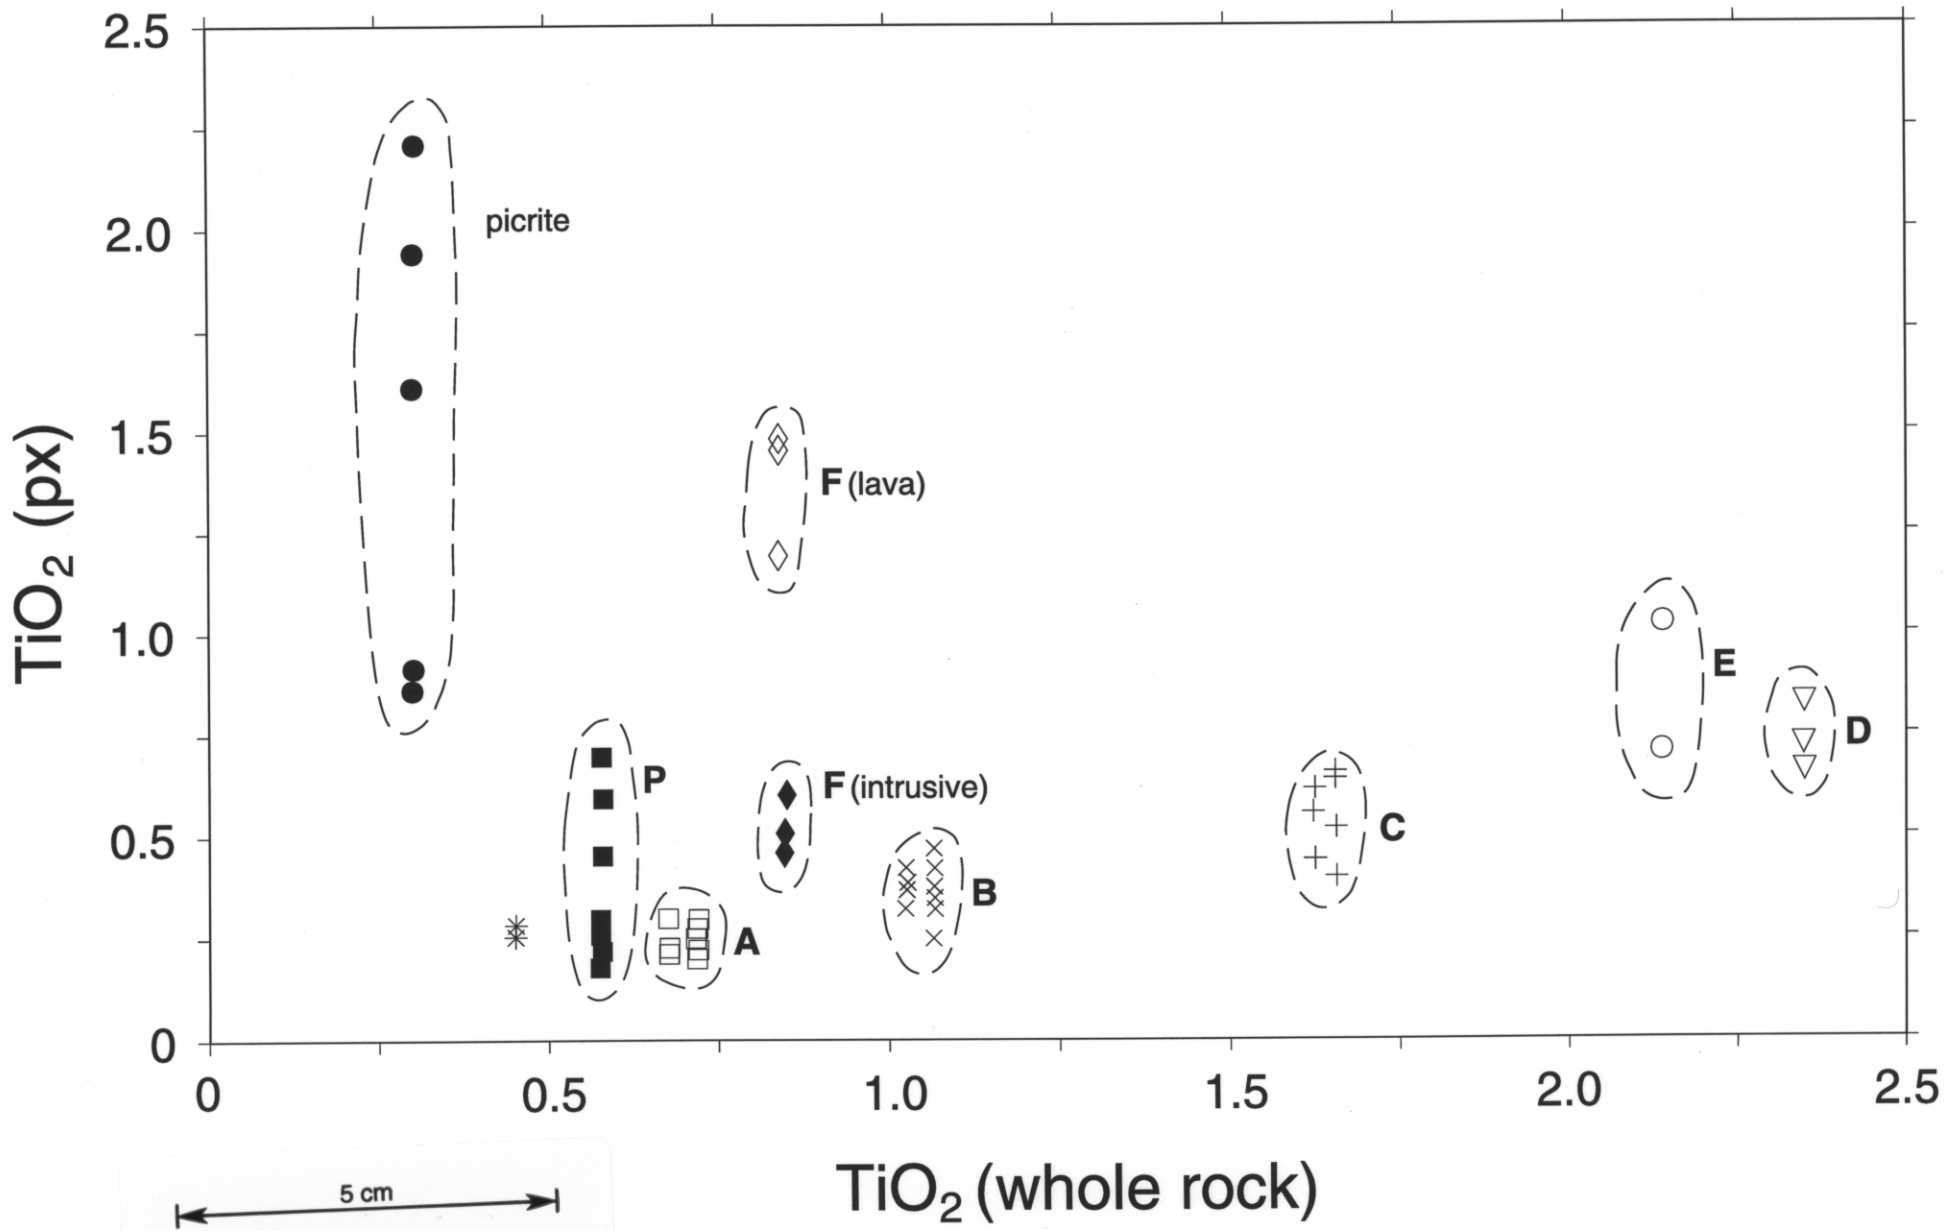 2.5
2.0
1.5
1.0
0.5
0
TiO2 (px)
picrite
F (lava)
E
D
P
F (intrusive)
C
B
A
0
0.5
1.0
1.5
2.0
2.5
5 cm
TiO2 (whole rock)